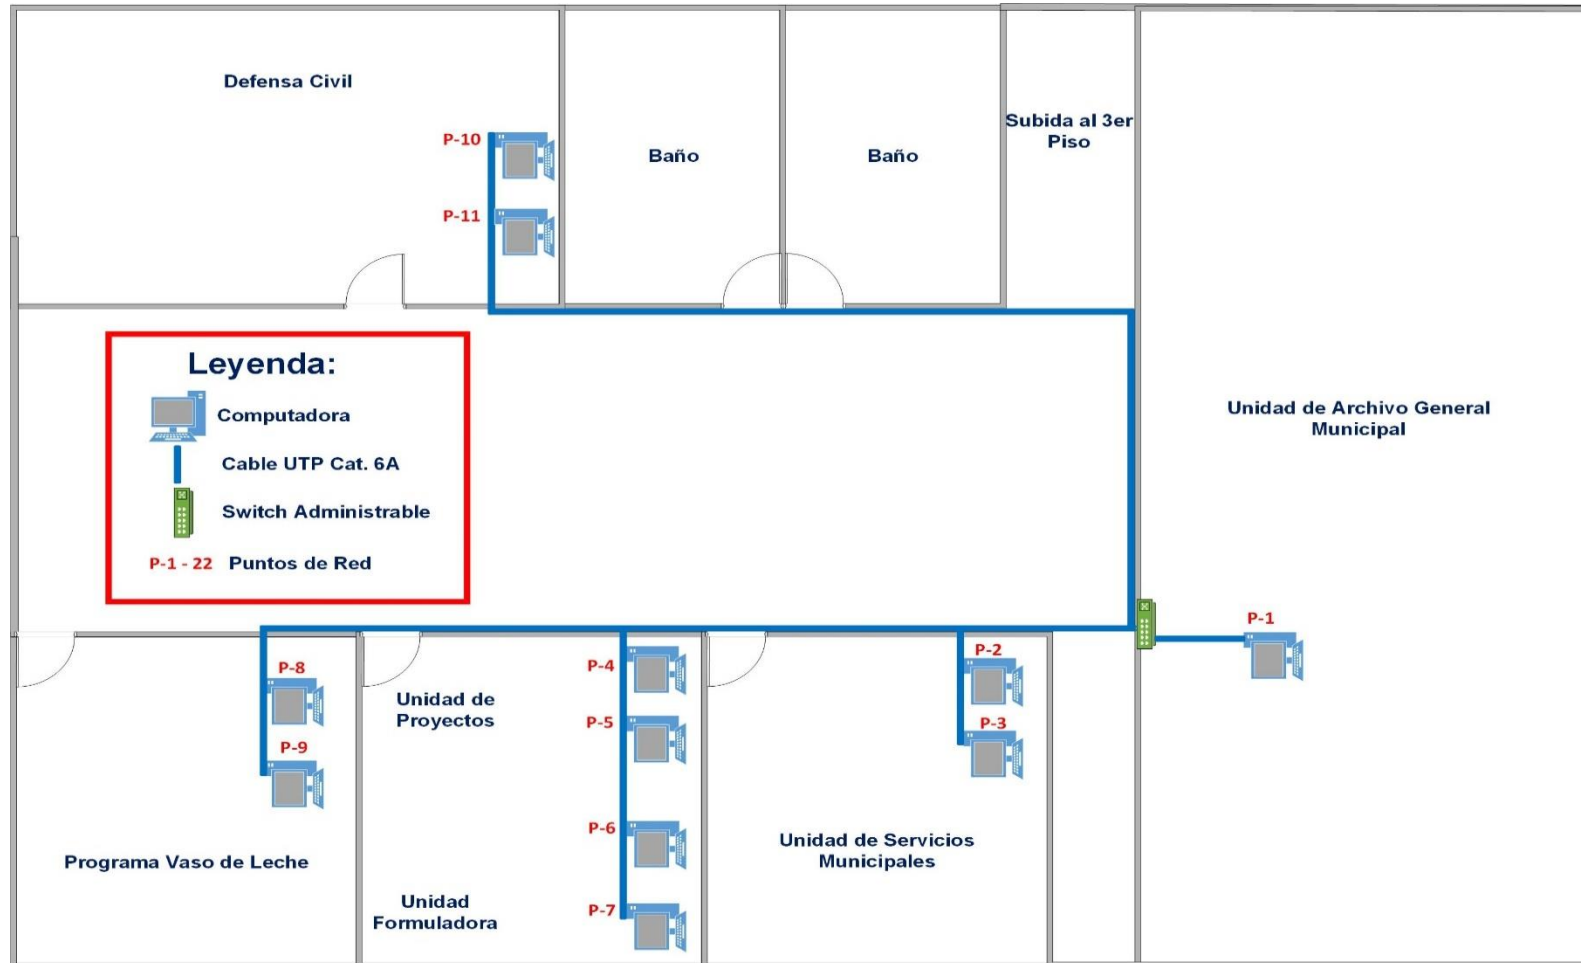 Defensa Civil
P-10
P-11
Baño
Baño
Subida al 3er
Piso
Leyenda:
Computadora
Cable UTP Cat. 6A
Switch Administrable
P-1 - 22 Puntos de Red
Unidad de Archivo General
Municipal
P-1
P-8
P-9
Programa Vaso de Leche
Unidad de
Proyectos
Unidad
Formuladora
P-4
P-5
P-6
P-7
P-2
P-3
Unidad de Servicios
Municipales